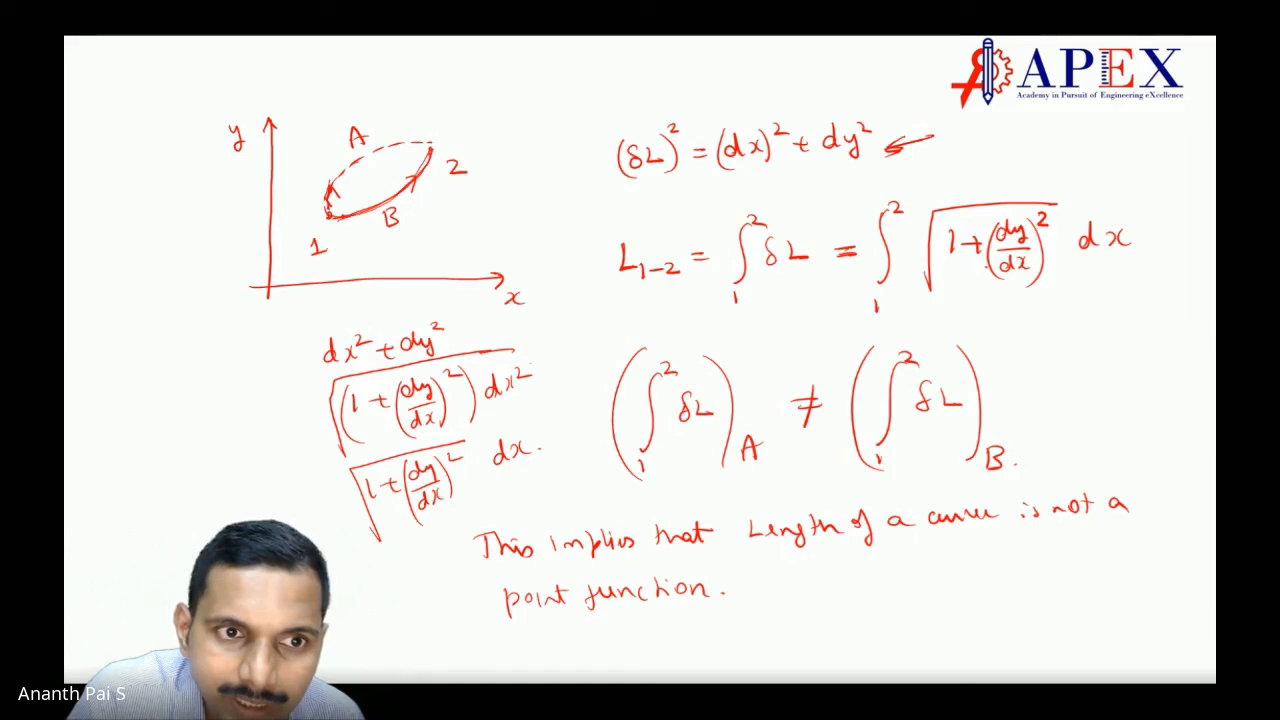 APEX
Academy in Pursuit of Engineering eXcellence
y
A
2
B
1
x
(δL)² = (dx)² + dy²
L₁₋₂ = ∫₁² δL = ∫₁² √(1+(dy/dx)²) dx
dx² + dy²
√((1+(dy/dx)²) dx²)
√(1+(dy/dx)²) dx.
(∫₁² δL)_A ≠ (∫₁² δL)_B.
This implies that Length of a curve is not a
point function.
Ananth Pai S